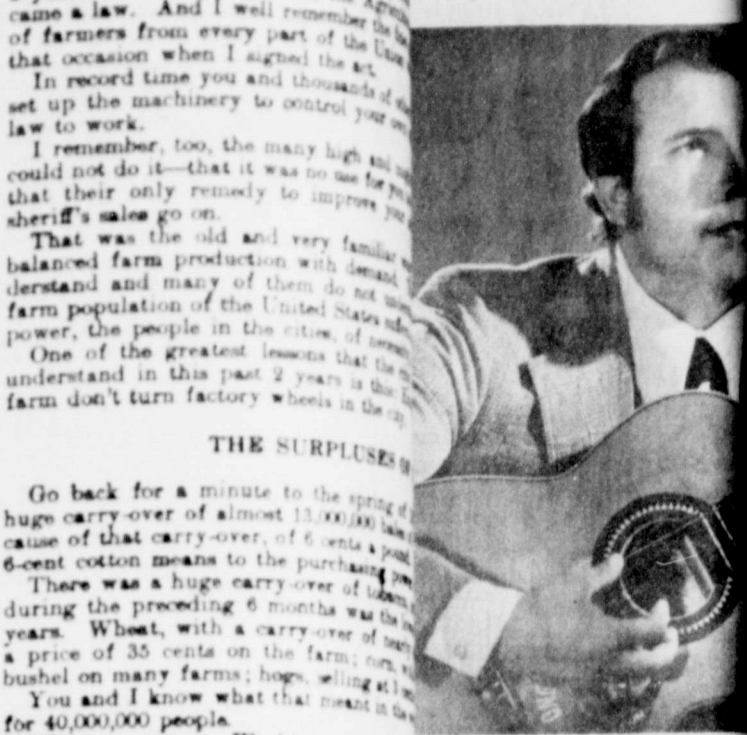 came a law. And I well remember the
of farmers from every part of the Union
that occasion when I signed the act.
In record time you and thousands of
set up the machinery to control your
law to work.
I remember, too, the many high and
could not do it—that it was no use for you
that their only remedy to improve your
sheriff's sales go on.
That was the old and very familiar
balanced farm production with demand.
derstand and many of them do not
farm population of the United States
power, the people in the cities, of
One of the greatest lessons that the
understand in this past 2 years is this:
farm don't turn factory wheels in the city.
THE SURPLUSES OF
Go back for a minute to the spring of
huge carry-over of almost 13,000,000 bales
cause of that carry-over, of 6 cents a pound
6-cent cotton means to the purchasing power
There was a huge carry-over of tobacco
during the preceding 6 months was the
years. Wheat, with a carry-over of nearly
a price of 35 cents on the farm; corn,
bushel on many farms; hogs, selling at 3
You and I know what that meant in the
for 40,000,000 people.